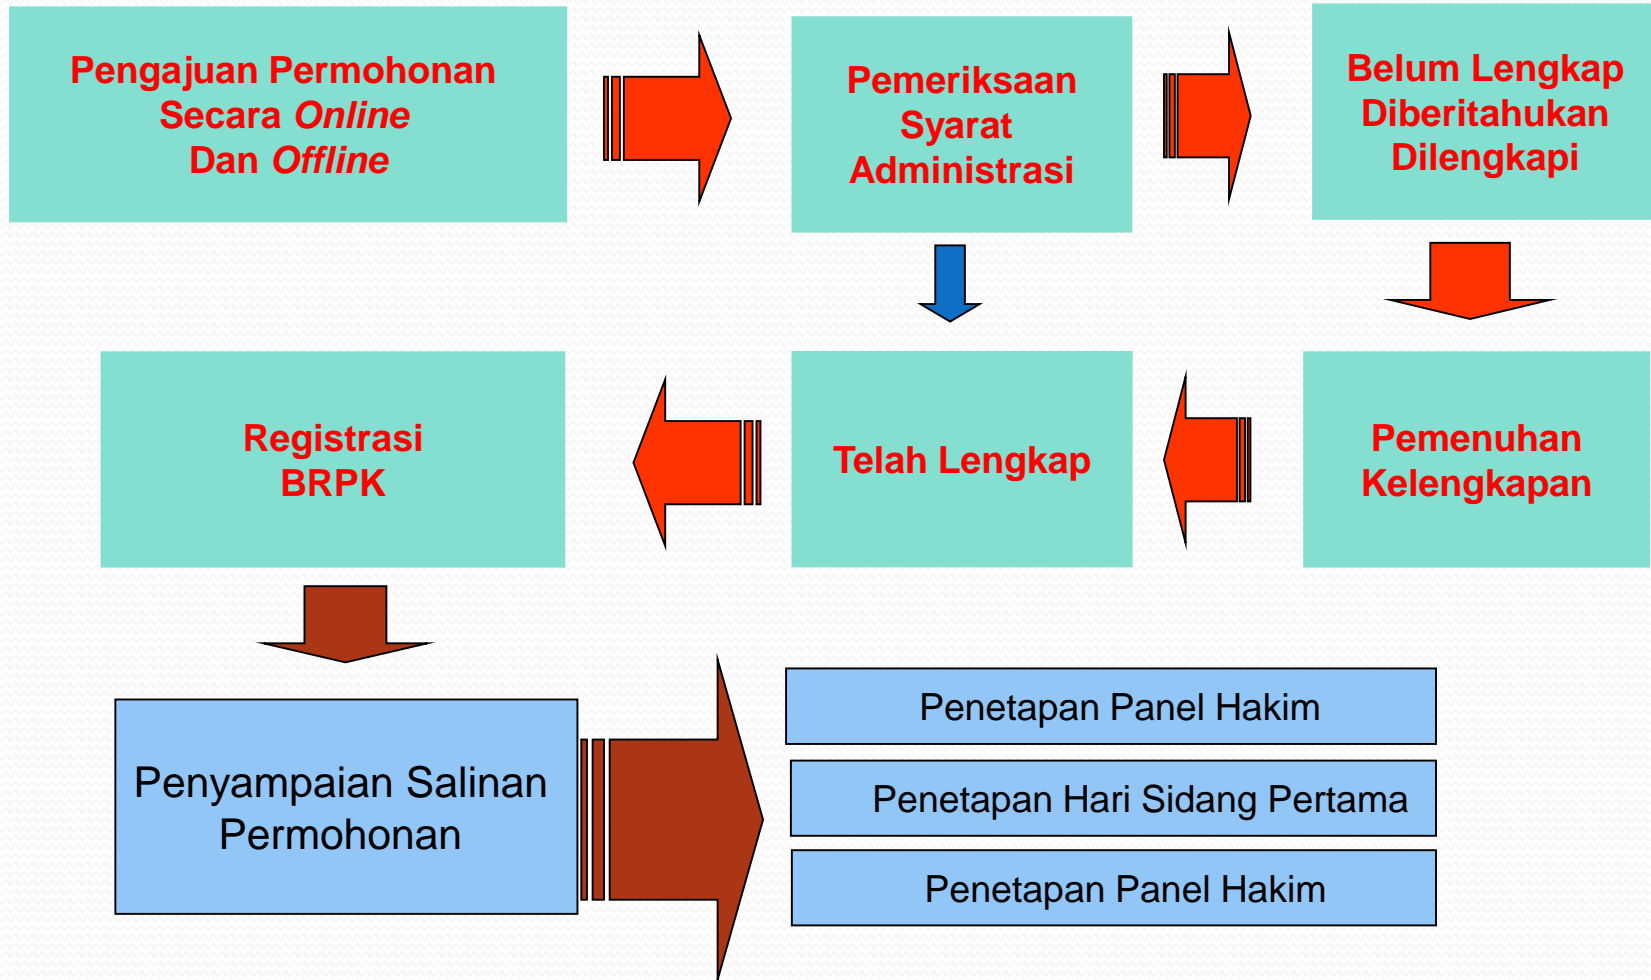 Pengajuan Permohonan
Secara Online
Dan Offline
Pemeriksaan
Syarat
Administrasi
Belum Lengkap
Diberitahukan
Dilengkapi
Registrasi
BRPK
Telah Lengkap
Pemenuhan
Kelengkapan
Penyampaian Salinan
Permohonan
Penetapan Panel Hakim
Penetapan Hari Sidang Pertama
Penetapan Panel Hakim